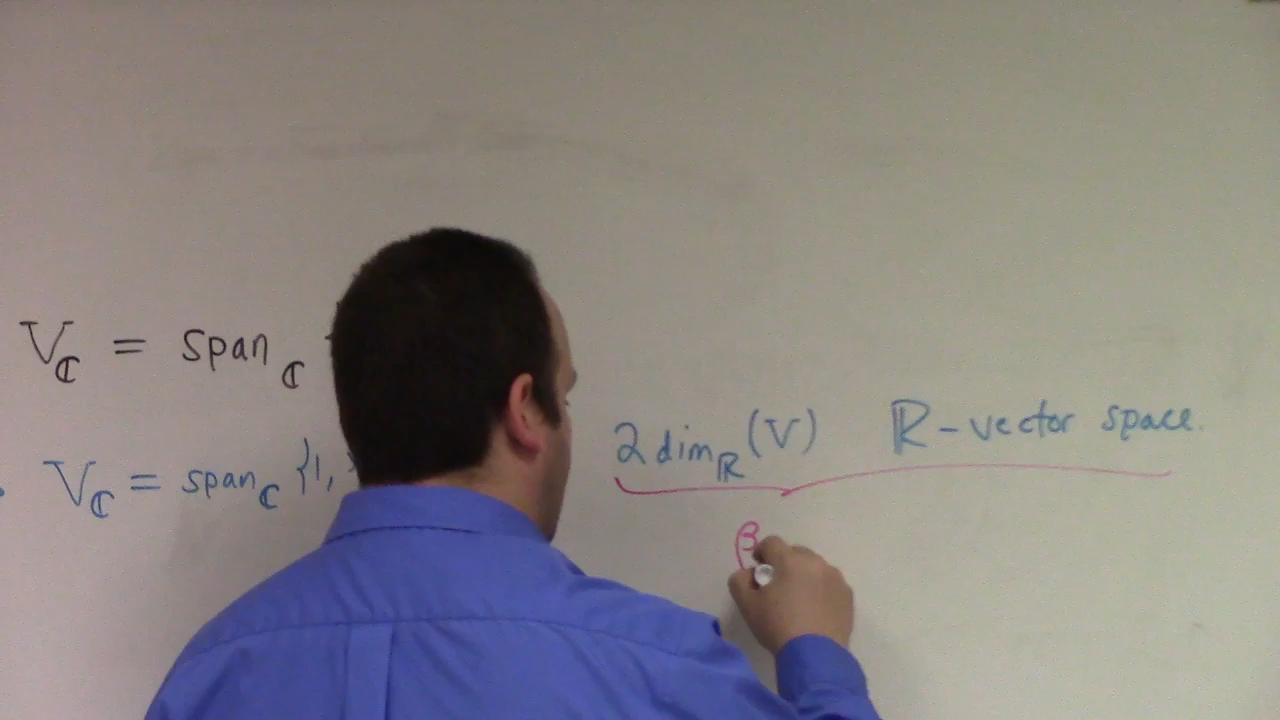 V_ℂ = span_ℂ
2 dim_ℝ (V) ℝ-vector space.
V_ℂ = span_ℂ {1,
β